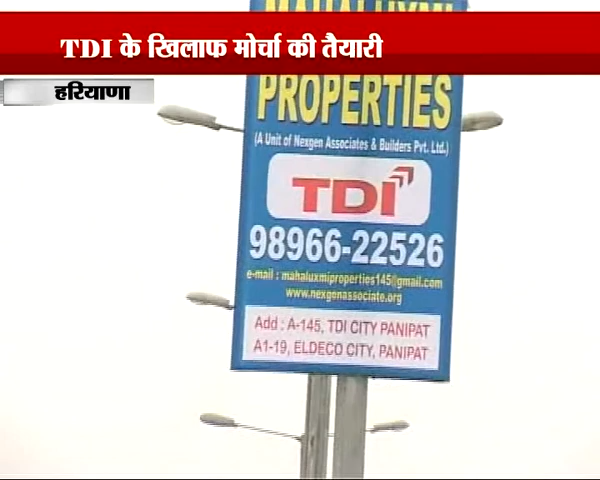 TDI के खिलाफ मोर्चा की तैयारी
हरियाणा
MAHALUXMI
PROPERTIES
(A Unit of Nexgen Associates & Builders Pvt. Ltd.)
TDI
98966-22526
e-mail : mahaluxmiproperties145@gmail.com
www.nexgenassociate.org
Add : A-145, TDI CITY PANIPAT
A1-19, ELDECO CITY, PANIPAT